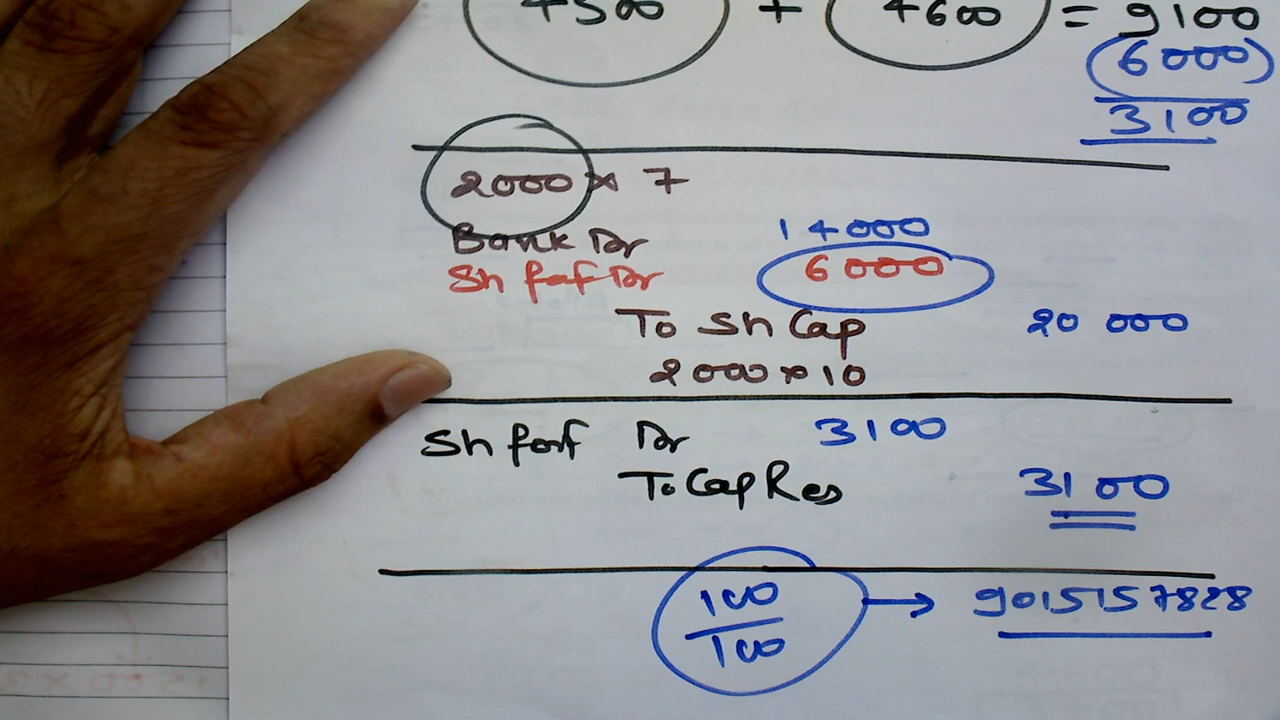 4500 + 4600 = 9100
(6000)
3100
2000 × 7
Bank Dr 14000
Sh forf Dr 6000
To Sh Cap 20 000
2000 × 10
Sh forf Dr 3100
To Cap Res 3100
100/100 → 9015157828